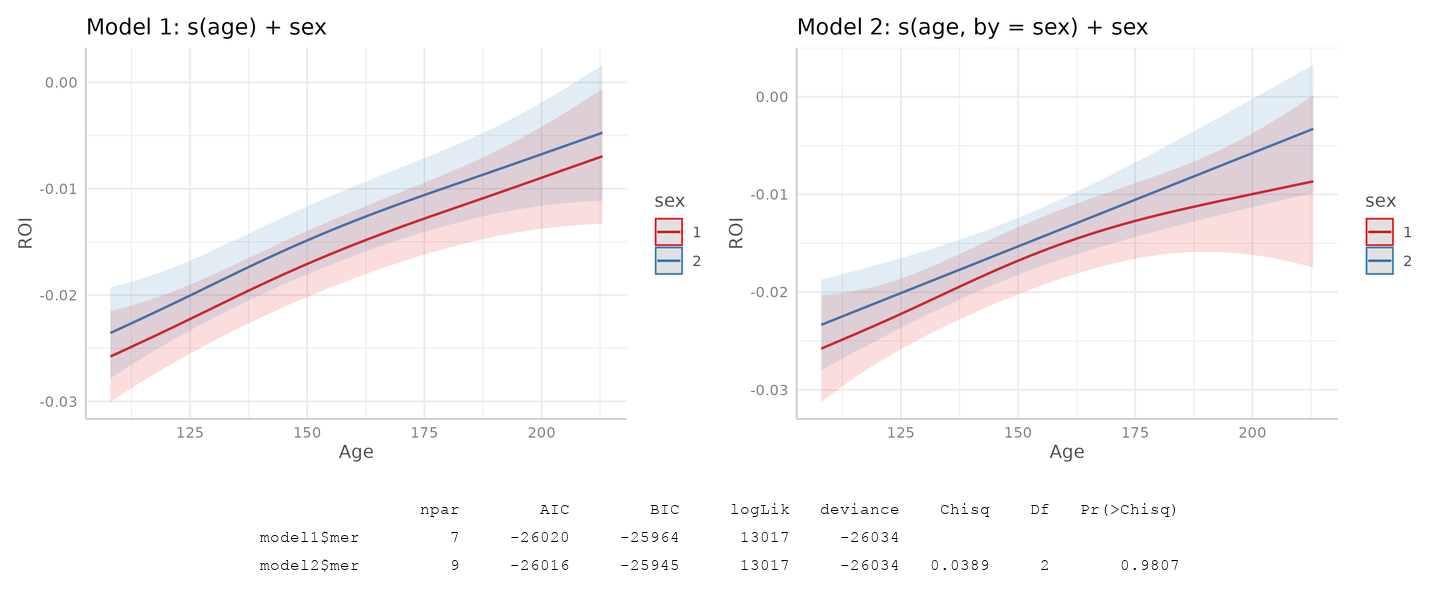 Model 1: s(age) + sex
0.00
-0.01
-0.02
-0.03
ROI
125 150 175 200
Age
sex
1
2
Model 2: s(age, by = sex) + sex
0.00
-0.01
-0.02
-0.03
ROI
125 150 175 200
Age
sex
1
2
npar AIC BIC logLik deviance Chisq Df Pr(>Chisq)
model1$mer 7 -26020 -25964 13017 -26034
model2$mer 9 -26016 -25945 13017 -26034 0.0389 2 0.9807